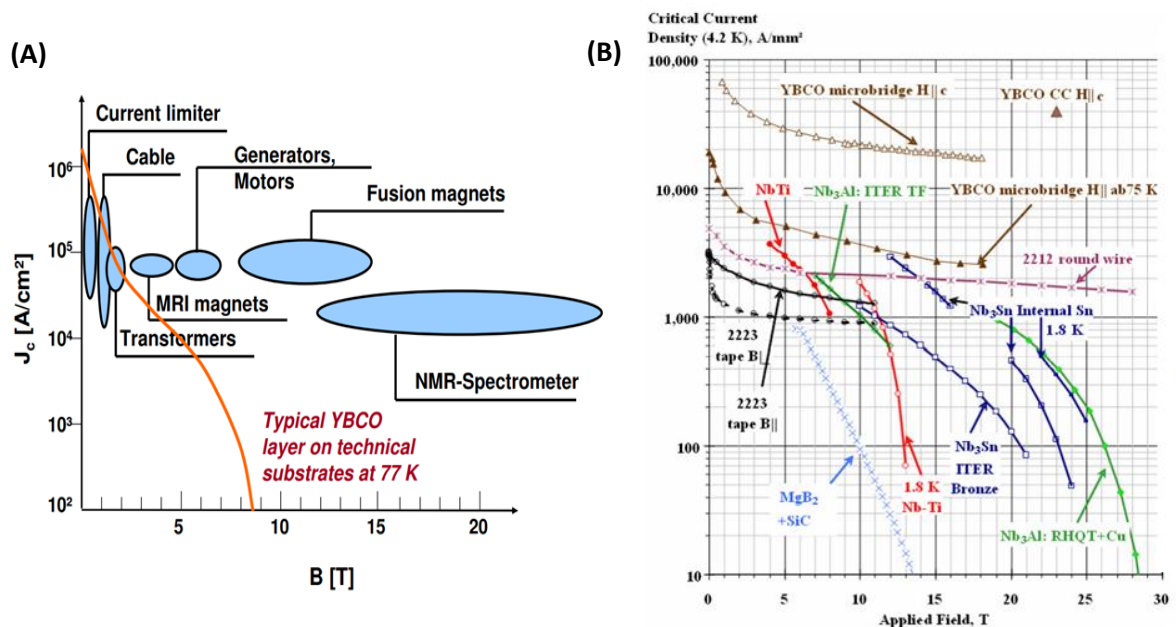 (A)
Current limiter
Cable
Generators,
Motors
Fusion magnets
MRI magnets
Transformers
NMR-Spectrometer
Typical YBCO
layer on technical
substrates at 77 K
Jc [A/cm²]
10⁶
10⁵
10⁴
10³
10²
5
10
15
20
B [T]
(B)
Critical Current
Density (4.2 K), A/mm²
100,000
10,000
1,000
100
10
YBCO microbridge H||c
YBCO CC H||c
NbTi
Nb₃Al: ITER TF
YBCO microbridge H||ab75 K
2212 round wire
Nb₃Sn Internal Sn
1.8 K
2223
tape B|_
2223
tape B||
Nb₃Sn
ITER
Bronze
MgB₂
+SiC
1.8 K
Nb-Ti
Nb₃Al: RHQT+Cu
0
5
10
15
20
25
30
Applied Field, T